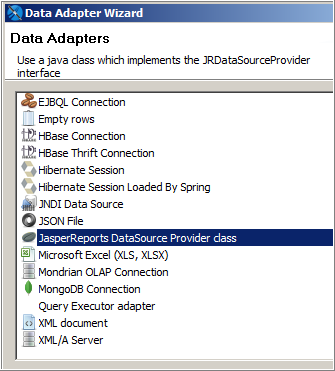 Data Adapter Wizard
Data Adapters
Use a java class which implements the JRDataSourceProvider
interface
EJBQL Connection
Empty rows
HBase Connection
HBase Thrift Connection
Hibernate Session
Hibernate Session Loaded By Spring
JNDI Data Source
JSON File
JasperReports DataSource Provider class
Microsoft Excel (XLS, XLSX)
Mondrian OLAP Connection
MongoDB Connection
Query Executor adapter
XML document
XML/A Server